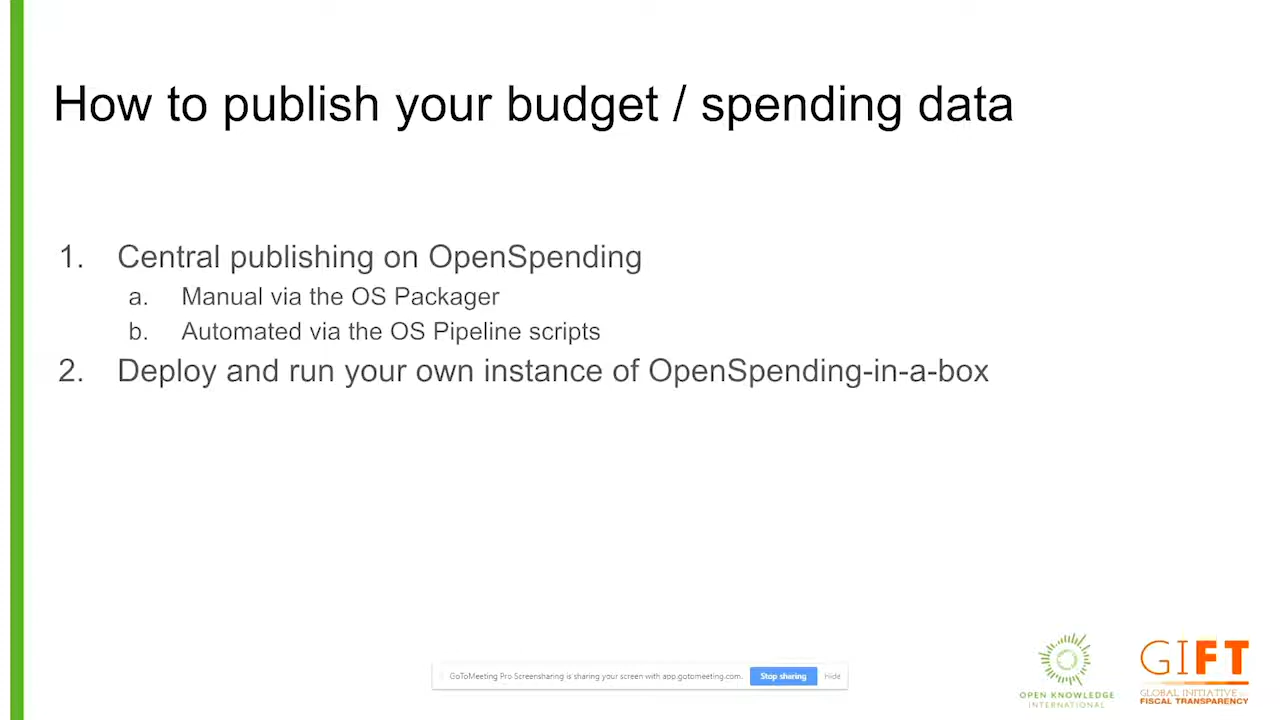 How to publish your budget / spending data
1. Central publishing on OpenSpending
a. Manual via the OS Packager
b. Automated via the OS Pipeline scripts
2. Deploy and run your own instance of OpenSpending-in-a-box
GoToMeeting Pro Screensharing is sharing your screen with app.gotomeeting.com. Stop sharing Hide
OPEN KNOWLEDGE
INTERNATIONAL
GIFT
GLOBAL INITIATIVE
FISCAL TRANSPARENCY